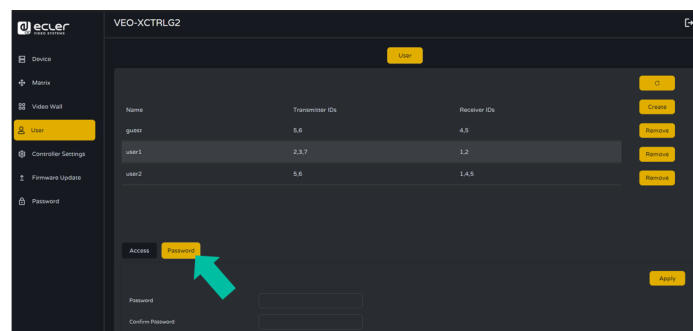 ecler
VIDEO SYSTEMS
VEO-XCTRLG2
Device
Matrix
Video Wall
User
Controller Settings
Firmware Update
Password
User
Name Transmitter IDs Receiver IDs Create
guest 5,6 4,5 Remove
user1 2,3,7 1,2 Remove
user2 5,6 1,4,5 Remove
Access Password
Apply
Password
Confirm Password